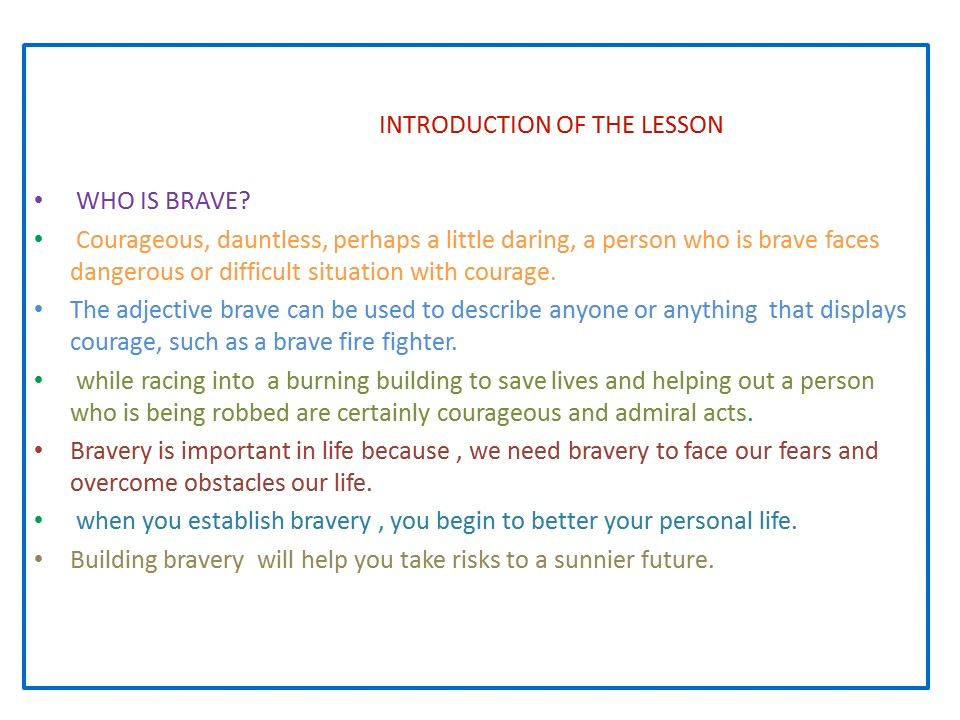 INTRODUCTION OF THE LESSON
• WHO IS BRAVE?
• Courageous, dauntless, perhaps a little daring, a person who is brave faces
dangerous or difficult situation with courage.
• The adjective brave can be used to describe anyone or anything that displays
courage, such as a brave fire fighter.
• while racing into a burning building to save lives and helping out a person
who is being robbed are certainly courageous and admiral acts.
• Bravery is important in life because , we need bravery to face our fears and
overcome obstacles our life.
• when you establish bravery , you begin to better your personal life.
• Building bravery will help you take risks to a sunnier future.